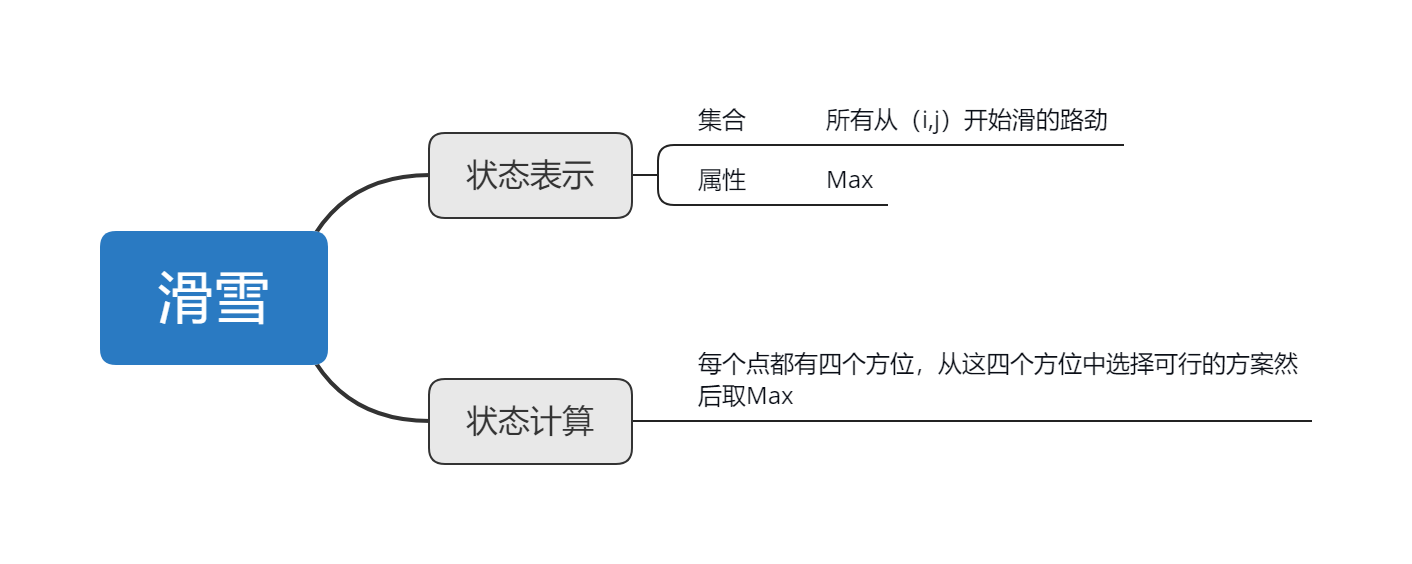 滑雪
状态表示
集合 所有从（i,j）开始滑的路劲
属性 Max
状态计算
每个点都有四个方位，从这四个方位中选择可行的方案然
后取Max